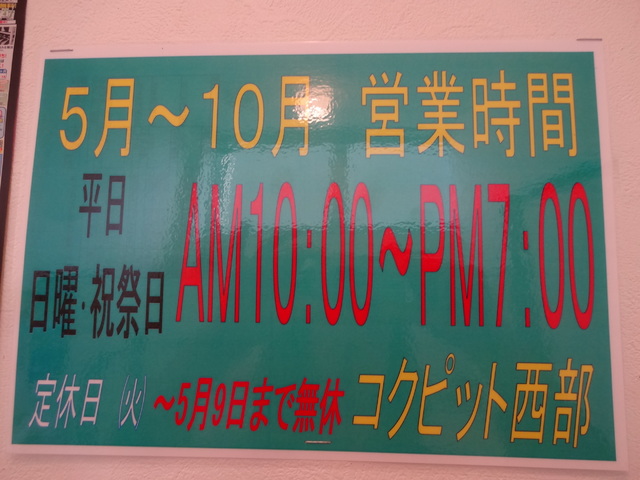 5月～10月 営業時間
平日
日曜・祝祭日
AM10:00～PM7:00
定休日 (火) ～5月9日まで無休 コクピット西部